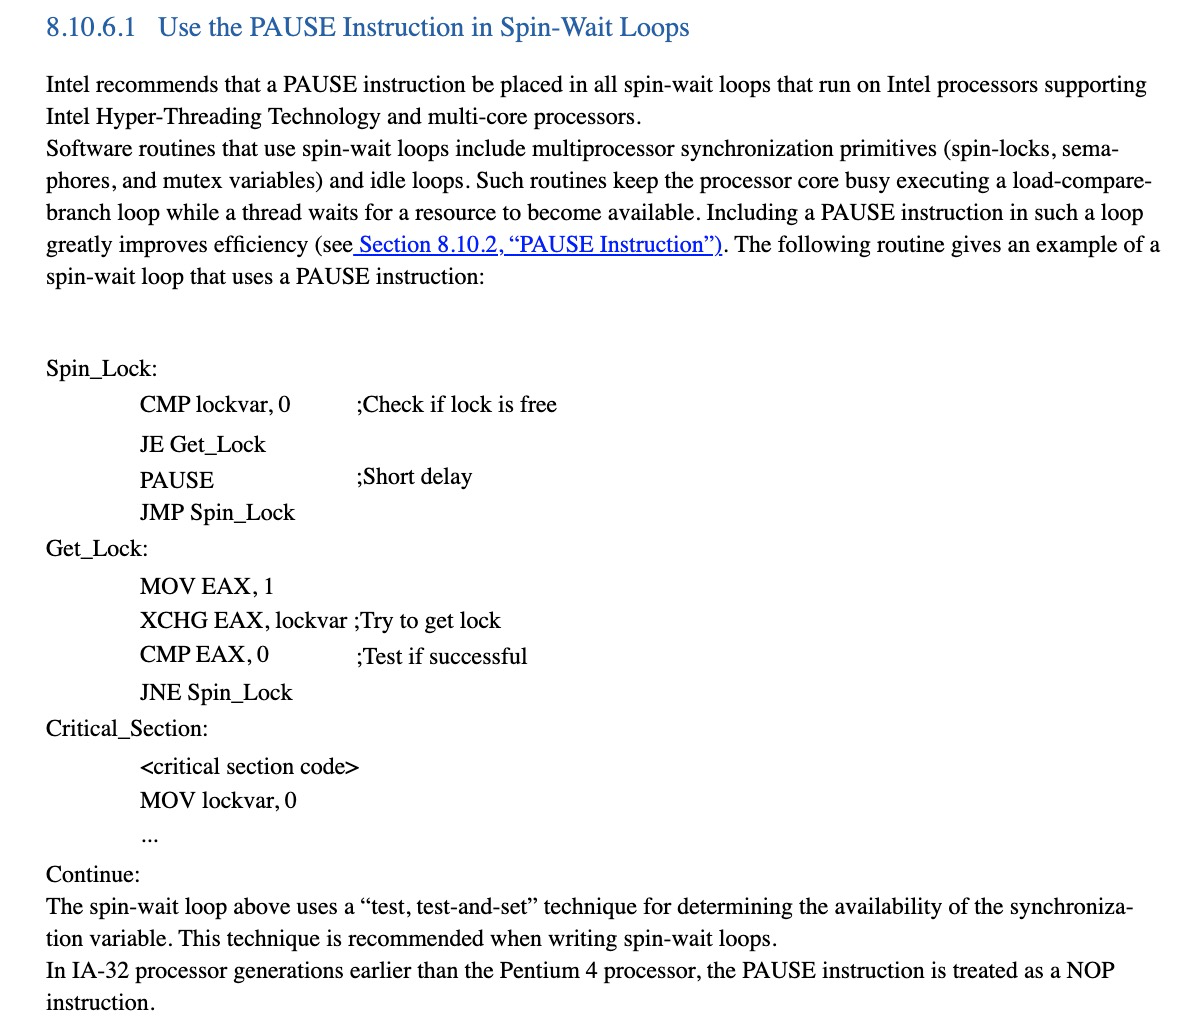 8.10.6.1 Use the PAUSE Instruction in Spin-Wait Loops
Intel recommends that a PAUSE instruction be placed in all spin-wait loops that run on Intel processors supporting
Intel Hyper-Threading Technology and multi-core processors.
Software routines that use spin-wait loops include multiprocessor synchronization primitives (spin-locks, sema-
phores, and mutex variables) and idle loops. Such routines keep the processor core busy executing a load-compare-
branch loop while a thread waits for a resource to become available. Including a PAUSE instruction in such a loop
greatly improves efficiency (see Section 8.10.2, “PAUSE Instruction”). The following routine gives an example of a
spin-wait loop that uses a PAUSE instruction:
Spin_Lock:
CMP lockvar, 0 ;Check if lock is free
JE Get_Lock
PAUSE ;Short delay
JMP Spin_Lock
Get_Lock:
MOV EAX, 1
XCHG EAX, lockvar ;Try to get lock
CMP EAX, 0 ;Test if successful
JNE Spin_Lock
Critical_Section:
<critical section code>
MOV lockvar, 0
...
Continue:
The spin-wait loop above uses a “test, test-and-set” technique for determining the availability of the synchroniza-
tion variable. This technique is recommended when writing spin-wait loops.
In IA-32 processor generations earlier than the Pentium 4 processor, the PAUSE instruction is treated as a NOP
instruction.